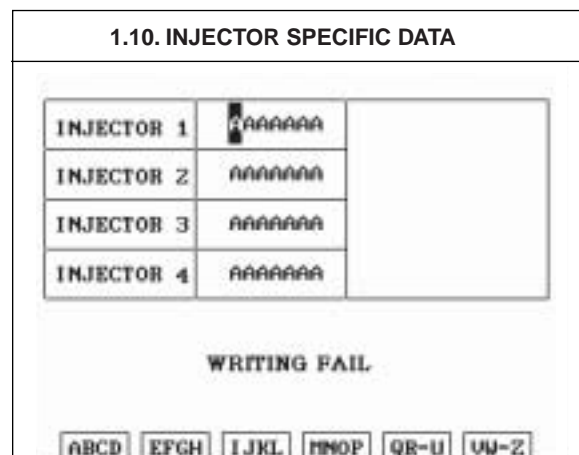 1.10. INJECTOR SPECIFIC DATA
INJECTOR 1 AAAAAAA
INJECTOR 2 AAAAAAA
INJECTOR 3 AAAAAAA
INJECTOR 4 AAAAAAA
WRITING FAIL
ABCD EFGH IJKL MNOP QR-U VW-Z